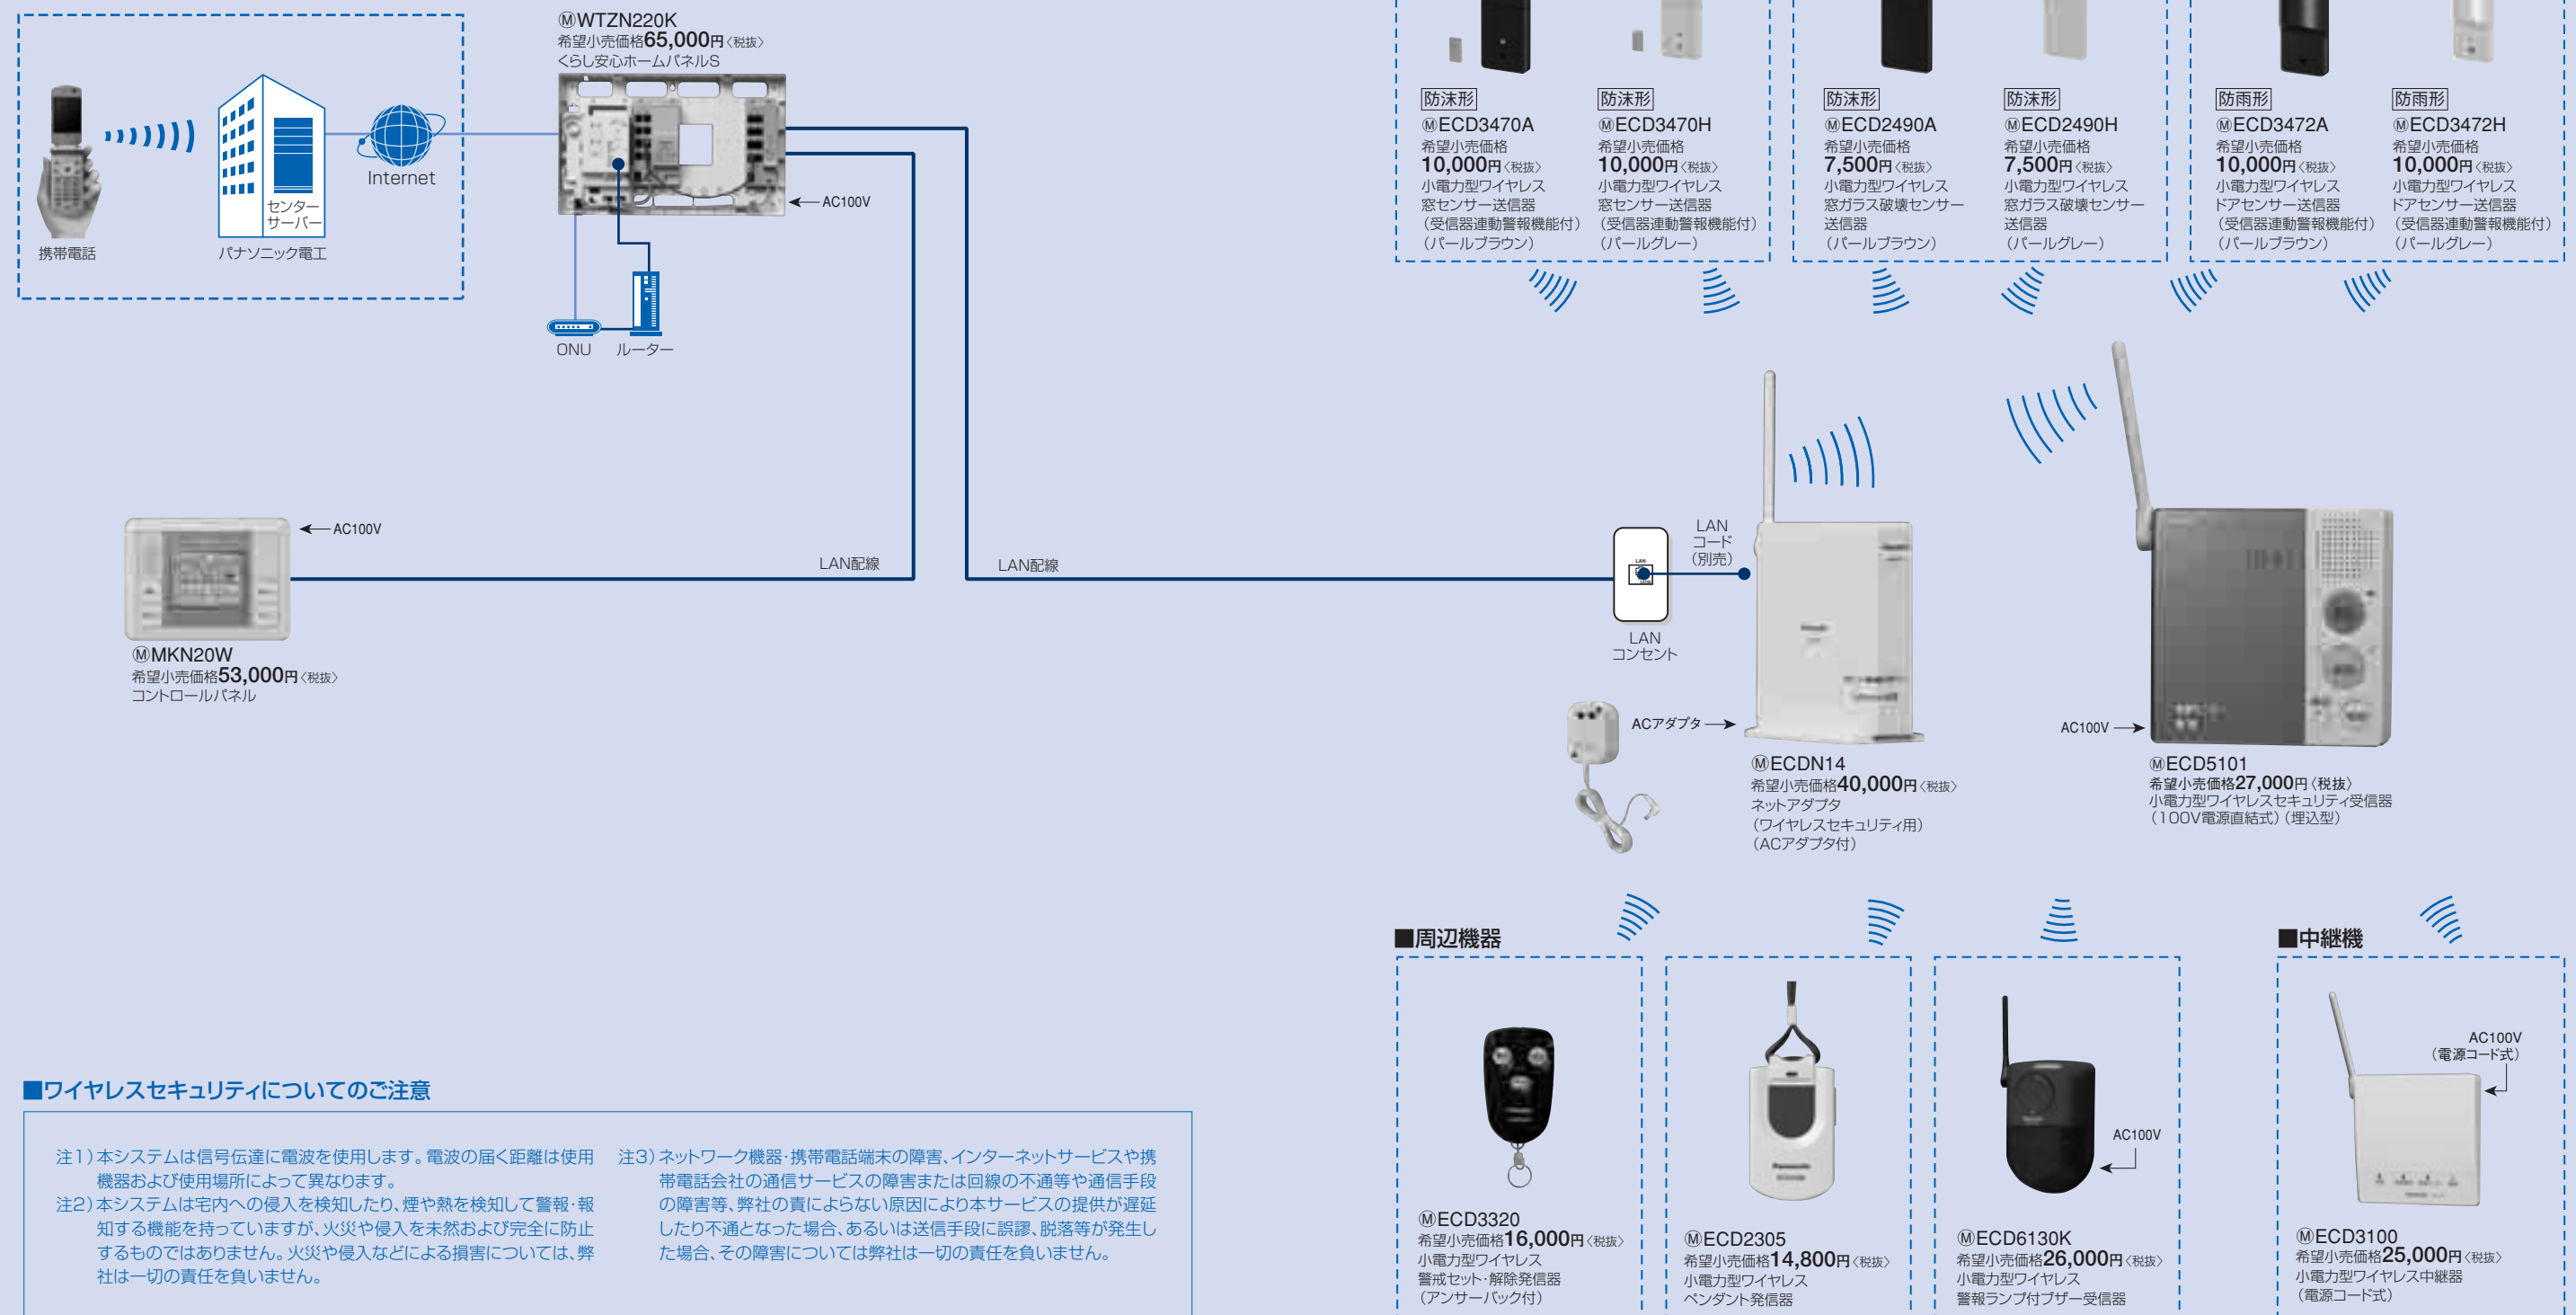 ⓂWTZN220K
希望小売価格65,000円〈税抜〉
くらし安心ホームパネルS
携帯電話
センター
サーバー
パナソニック電工
Internet
AC100V
ONU
ルーター
防沫形
ⓂECD3470A
希望小売価格
10,000円〈税抜〉
小電力型ワイヤレス
窓センサー送信器
（受信器連動警報機能付）
（パールブラウン）
防沫形
ⓂECD3470H
希望小売価格
10,000円〈税抜〉
小電力型ワイヤレス
窓センサー送信器
（受信器連動警報機能付）
（パールグレー）
防沫形
ⓂECD2490A
希望小売価格
7,500円〈税抜〉
小電力型ワイヤレス
窓ガラス破壊センサー
送信器
（パールブラウン）
防沫形
ⓂECD2490H
希望小売価格
7,500円〈税抜〉
小電力型ワイヤレス
窓ガラス破壊センサー
送信器
（パールグレー）
防雨形
ⓂECD3472A
希望小売価格
10,000円〈税抜〉
小電力型ワイヤレス
ドアセンサー送信器
（受信器連動警報機能付）
（パールブラウン）
防雨形
ⓂECD3472H
希望小売価格
10,000円〈税抜〉
小電力型ワイヤレス
ドアセンサー送信器
（受信器連動警報機能付）
（パールグレー）
AC100V
ⓂMKN20W
希望小売価格53,000円〈税抜〉
コントロールパネル
LAN配線
LAN配線
LAN
LAN
コンセント
LAN
コード
（別売）
ACアダプタ
ⓂECDN14
希望小売価格40,000円〈税抜〉
ネットアダプタ
（ワイヤレスセキュリティ用）
（ACアダプタ付）
AC100V
ⓂECD5101
希望小売価格27,000円〈税抜〉
小電力型ワイヤレスセキュリティ受信器
（100V電源直結式）（埋込型）
■周辺機器
ⓂECD3320
希望小売価格16,000円〈税抜〉
小電力型ワイヤレス
警戒セット・解除発信器
（アンサーバック付）
Panasonic
ⓂECD2305
希望小売価格14,800円〈税抜〉
小電力型ワイヤレス
ペンダント発信器
AC100V
ⓂECD6130K
希望小売価格26,000円〈税抜〉
小電力型ワイヤレス
警報ランプ付ブザー受信器
■中継機
AC100V
（電源コード式）
ⓂECD3100
希望小売価格25,000円〈税抜〉
小電力型ワイヤレス中継器
（電源コード式）
■ワイヤレスセキュリティについてのご注意
注1）本システムは信号伝達に電波を使用します。電波の届く距離は使用
機器および使用場所によって異なります。
注2）本システムは宅内への侵入を検知したり、煙や熱を検知して警報・報
知する機能を持っていますが、火災や侵入を未然および完全に防止
するものではありません。火災や侵入などによる損害については、弊
社は一切の責任を負いません。
注3）ネットワーク機器・携帯電話端末の障害、インターネットサービスや携
帯電話会社の通信サービスの障害または回線の不通等や通信手段
の障害等、弊社の責によらない原因により本サービスの提供が遅延
したり不通となった場合、あるいは送信手段に誤謬、脱落等が発生し
た場合、その障害については弊社は一切の責任を負いません。